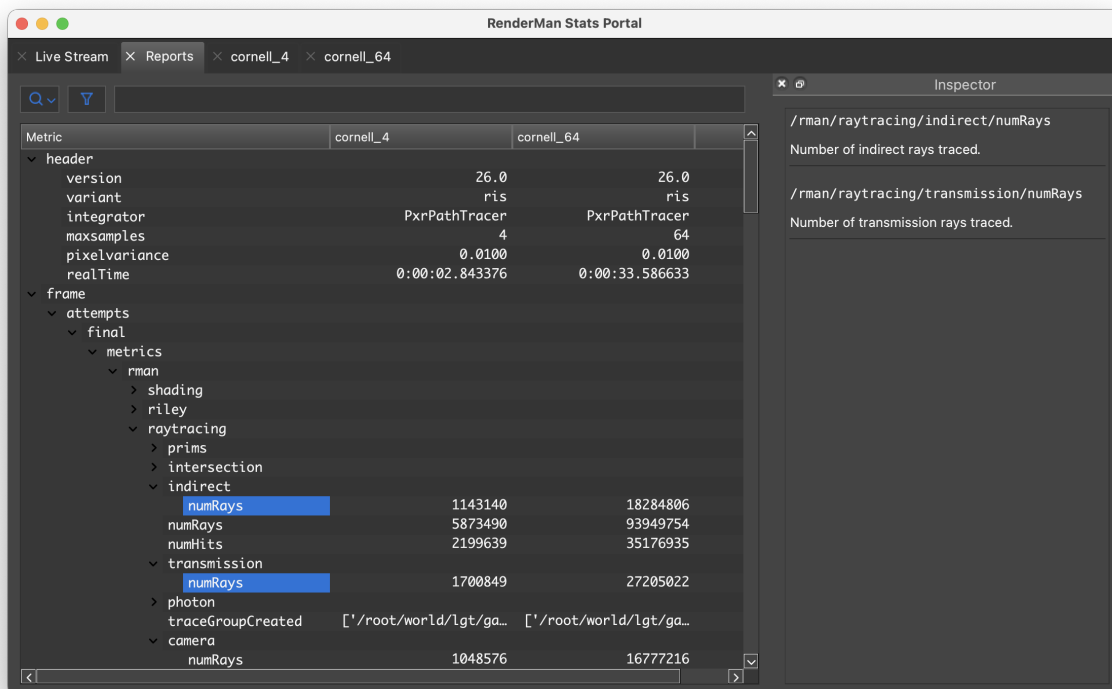 RenderMan Stats Portal
Live Stream Reports cornell_4 cornell_64
Inspector
Metric cornell_4 cornell_64
/rman/raytracing/indirect/numRays
Number of indirect rays traced.
/rman/raytracing/transmission/numRays
Number of transmission rays traced.
header
version 26.0 26.0
variant ris ris
integrator PxrPathTracer PxrPathTracer
maxsamples 4 64
pixelvariance 0.0100 0.0100
realTime 0:00:02.843376 0:00:33.586633
frame
attempts
final
metrics
rman
shading
riley
raytracing
prims
intersection
indirect
numRays 1143140 18284806
numRays 5873490 93949754
numHits 2199639 35176935
transmission
numRays 1700849 27205022
photon
traceGroupCreated ['/root/world/lgt/ga… ['/root/world/lgt/ga…
camera
numRays 1048576 16777216